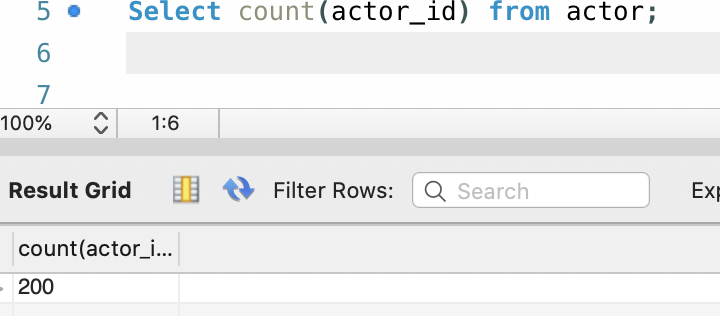 5 Select count(actor_id) from actor;
6
7
100% 1:6
Result Grid Filter Rows: Search Exp
count(actor_i...
200